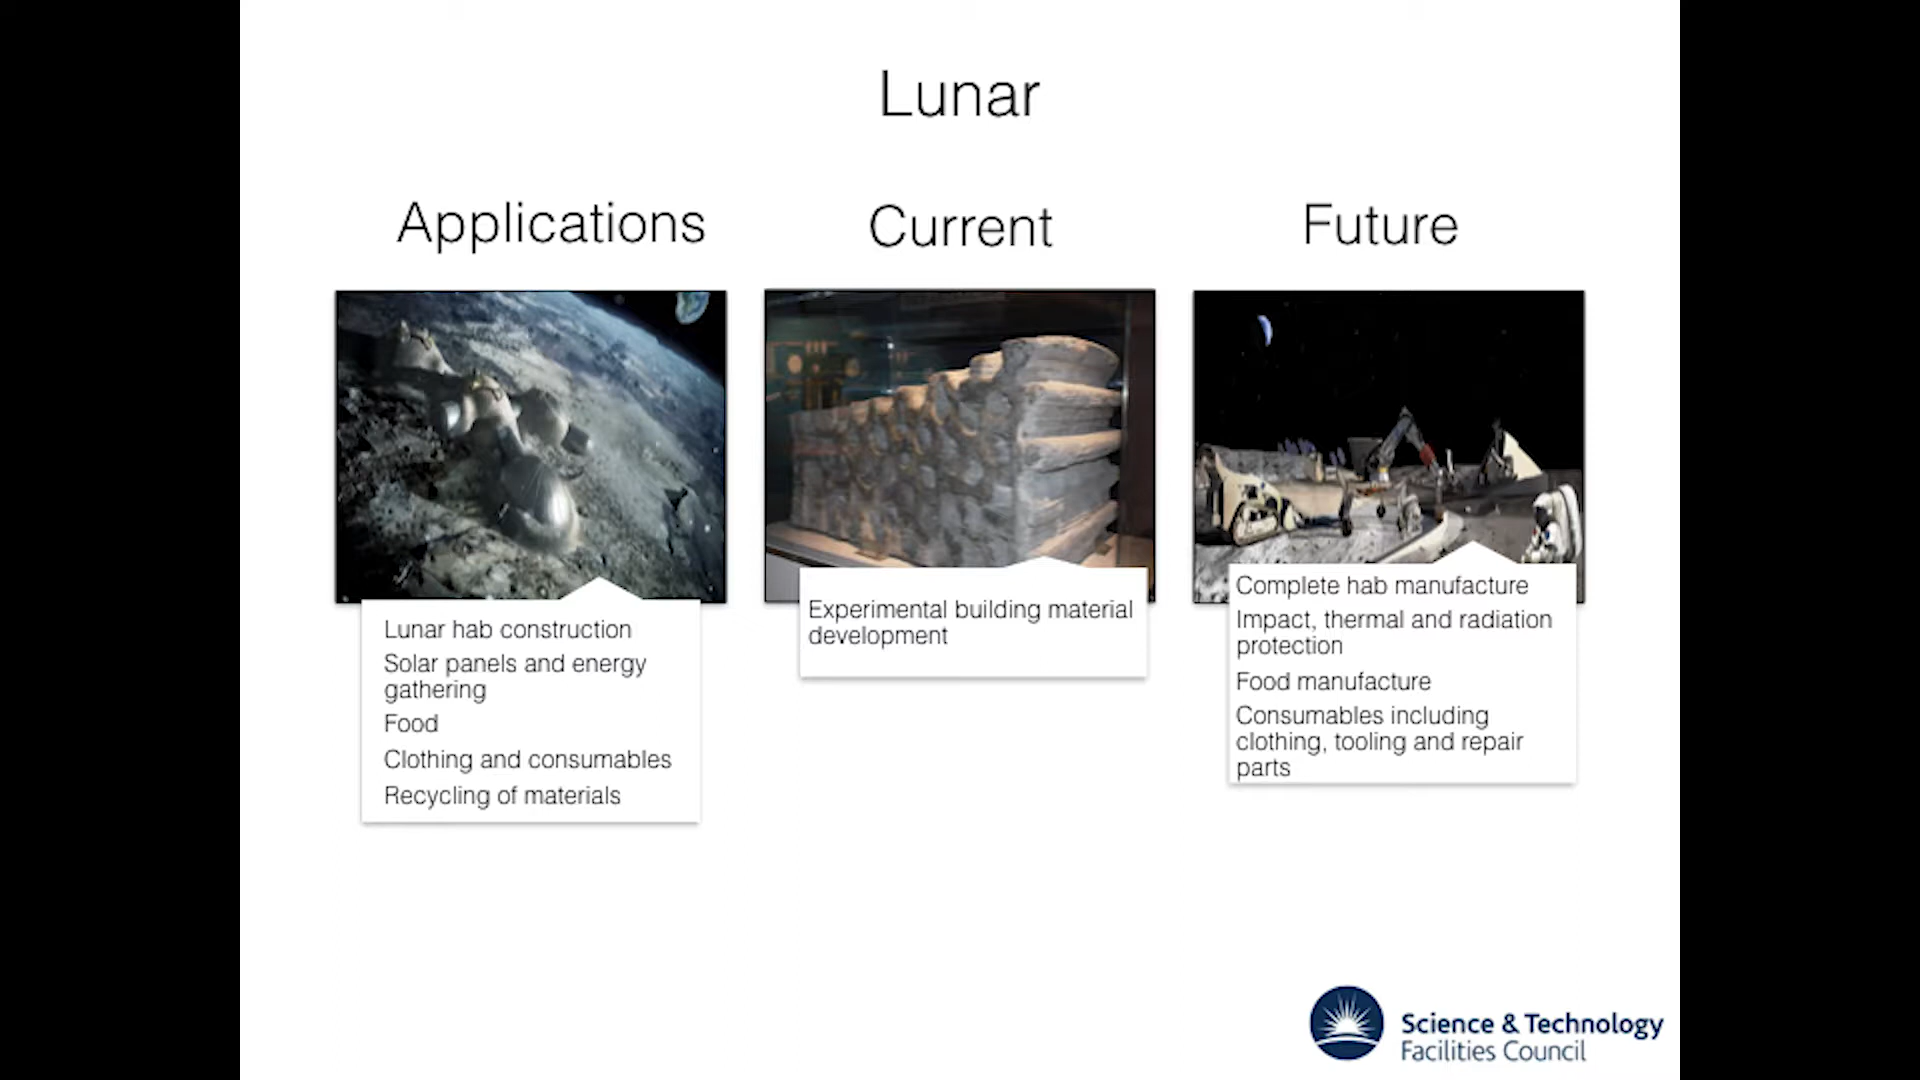 Lunar
Applications
Current
Future
Lunar hab construction
Solar panels and energy
gathering
Food
Clothing and consumables
Recycling of materials
Experimental building material
development
Complete hab manufacture
Impact, thermal and radiation
protection
Food manufacture
Consumables including
clothing, tooling and repair
parts
Science & Technology
Facilities Council